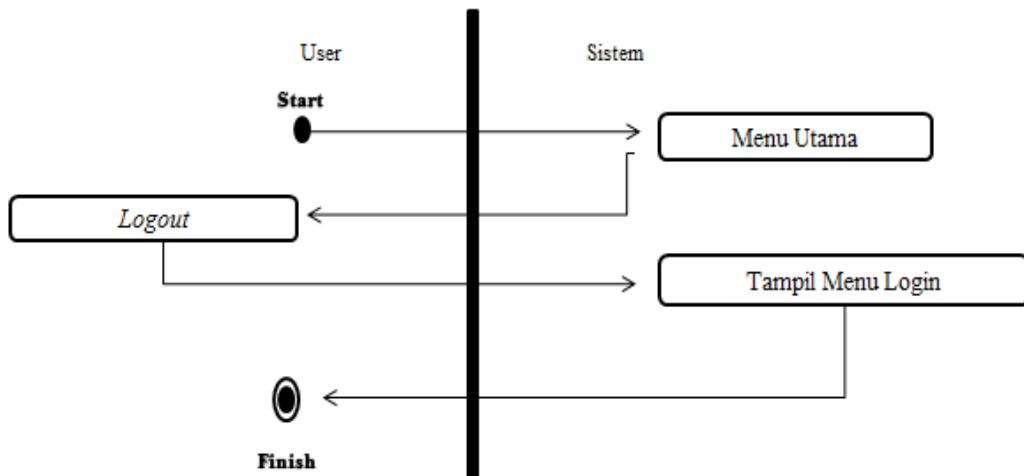 User
Sistem
Start
Menu Utama
Logout
Tampil Menu Login
Finish